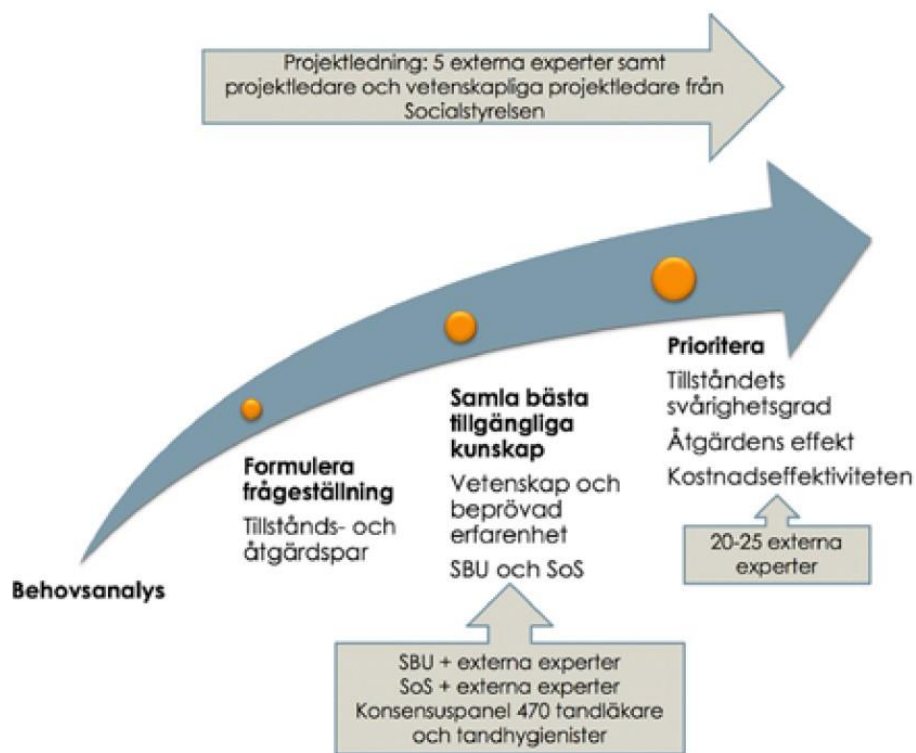 Projektledning: 5 externa experter samt
projektledare och vetenskapliga projektledare från
Socialstyrelsen
Behovsanalys
Formulera
frågeställning
Tillstånds- och
åtgärdspar
Samla bästa
tillgängliga
kunskap
Vetenskap och
beprövad
erfarenhet
SBU och SoS
SBU + externa experter
SoS + externa experter
Konsensuspanel 470 tandläkare
och tandhygienister
Prioritera
Tillståndets
svårighetsgrad
Åtgärdens effekt
Kostnadseffektiviteten
20-25 externa
experter